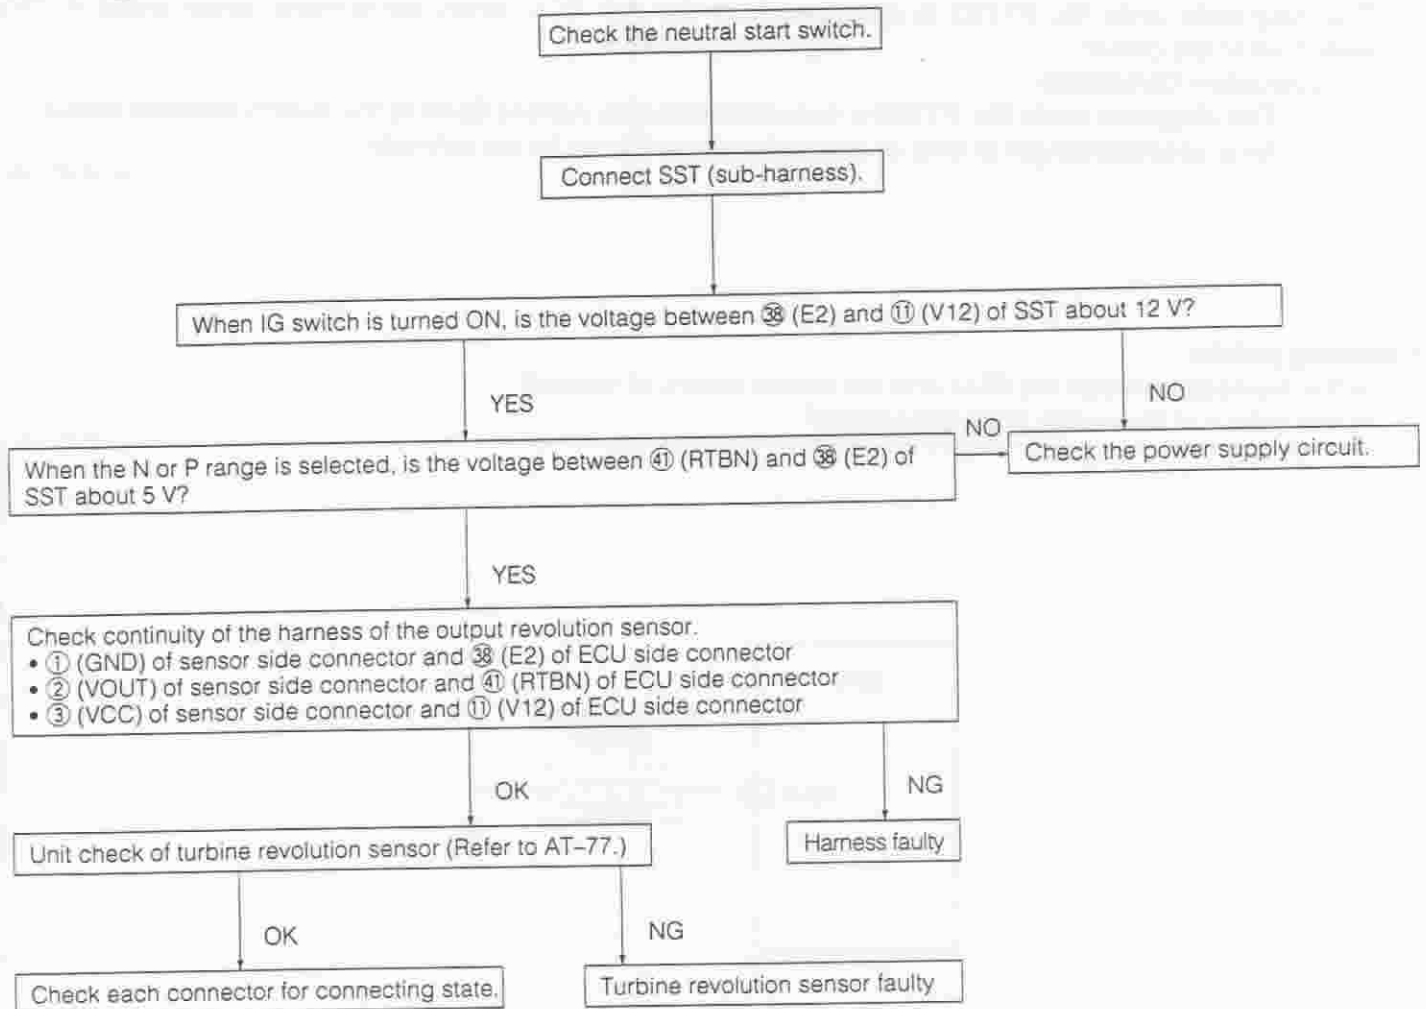 Check the neutral start switch.
Connect SST (sub-harness).
When IG switch is turned ON, is the voltage between ㊳ (E2) and ⑪ (V12) of SST about 12 V?
YES
NO
When the N or P range is selected, is the voltage between ㊶ (RTBN) and ㊳ (E2) of
SST about 5 V?
NO
Check the power supply circuit.
YES
Check continuity of the harness of the output revolution sensor.
• ① (GND) of sensor side connector and ㊳ (E2) of ECU side connector
• ② (VOUT) of sensor side connector and ㊶ (RTBN) of ECU side connector
• ③ (VCC) of sensor side connector and ⑪ (V12) of ECU side connector
OK
NG
Unit check of turbine revolution sensor (Refer to AT–77.)
Harness faulty
OK
NG
Check each connector for connecting state.
Turbine revolution sensor faulty